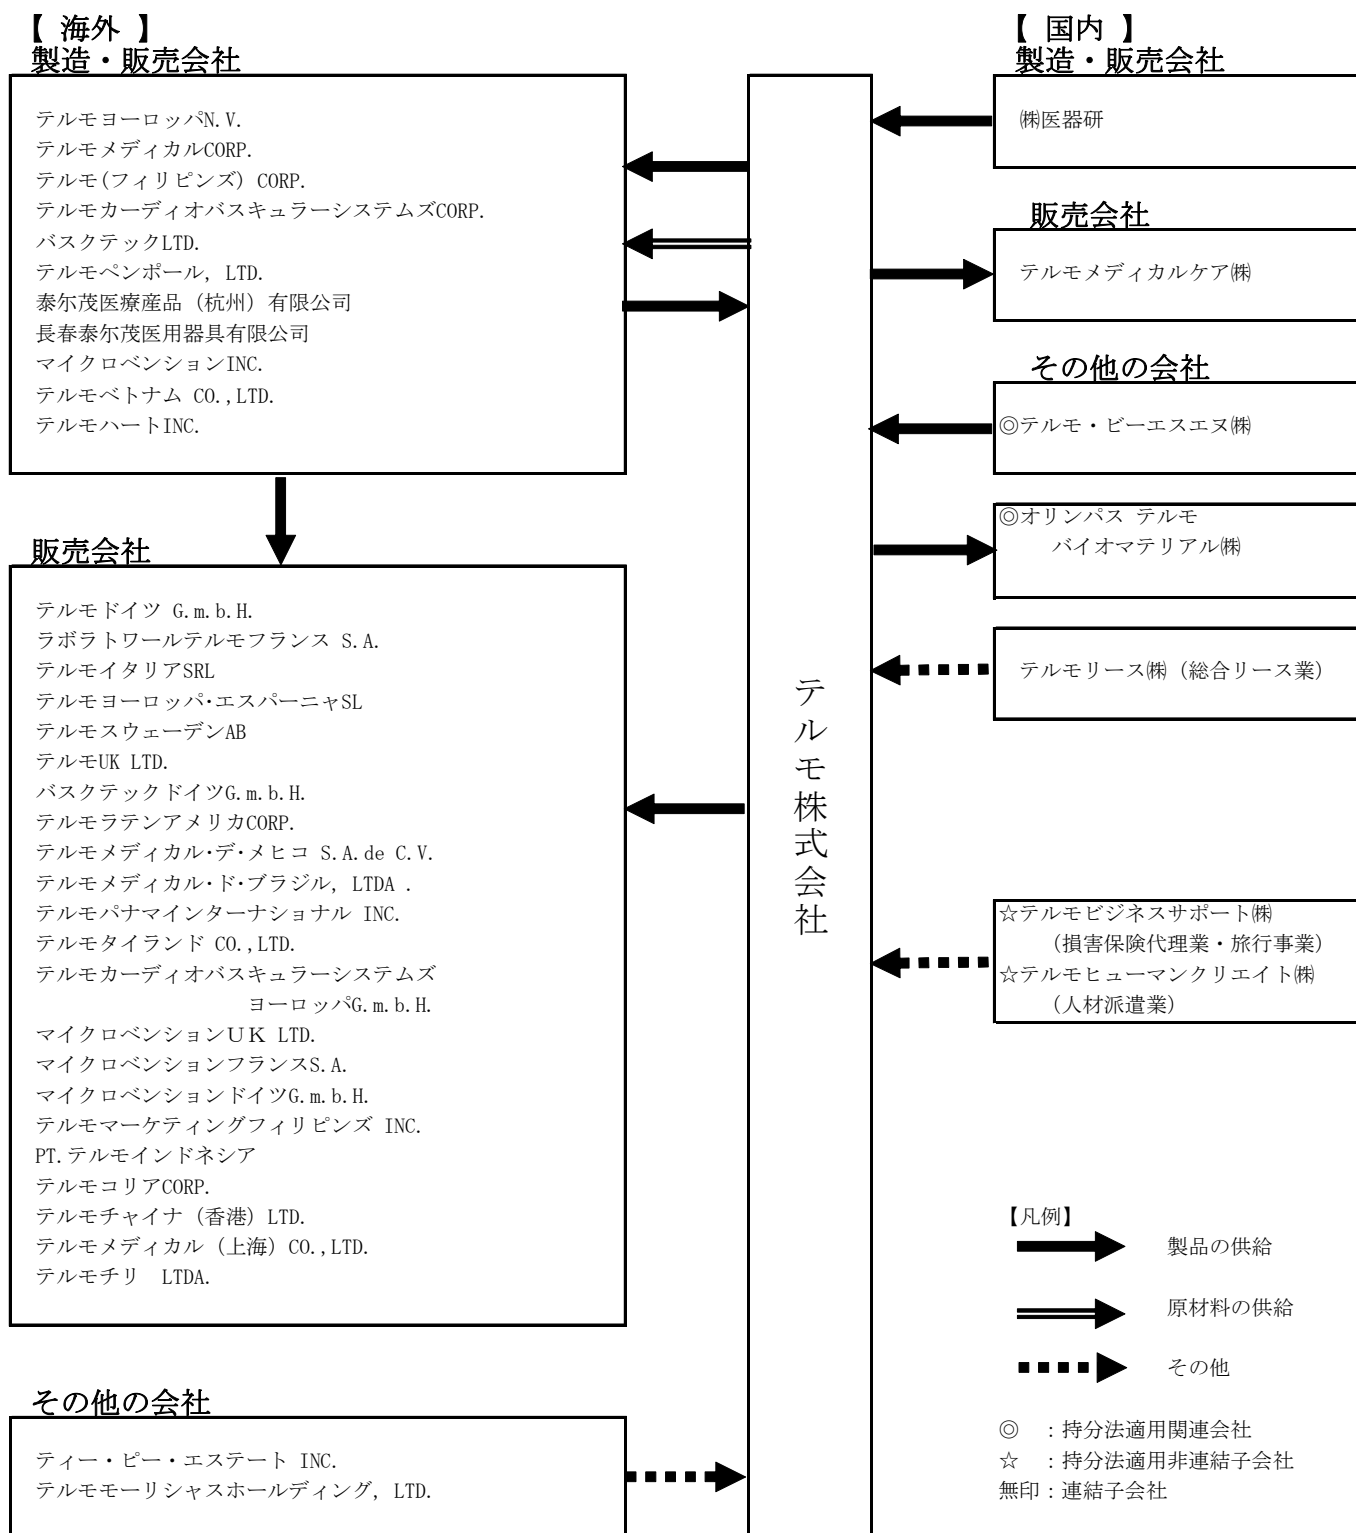 【 海外 】
製造・販売会社
テルモヨーロッパN.V.
テルモメディカルCORP.
テルモ(フィリピンズ) CORP.
テルモカーディオバスキュラーシステムズCORP.
バスクテックLTD.
テルモペンポール, LTD.
泰尓茂医療産品（杭州）有限公司
長春泰尓茂医用器具有限公司
マイクロベンションINC.
テルモベトナム CO.,LTD.
テルモハートINC.
販売会社
テルモドイツ G.m.b.H.
ラボラトワールテルモフランス S.A.
テルモイタリアSRL
テルモヨーロッパ･エスパーニャSL
テルモスウェーデンAB
テルモUK LTD.
バスクテックドイツG.m.b.H.
テルモラテンアメリカCORP.
テルモメディカル･デ･メヒコ S.A.de C.V.
テルモメディカル･ド･ブラジル, LTDA .
テルモパナマインターナショナル INC.
テルモタイランド CO.,LTD.
テルモカーディオバスキュラーシステムズ
ヨーロッパG.m.b.H.
マイクロベンションＵＫ LTD.
マイクロベンションフランスS.A.
マイクロベンションドイツG.m.b.H.
テルモマーケティングフィリピンズ INC.
PT.テルモインドネシア
テルモコリアCORP.
テルモチャイナ（香港）LTD.
テルモメディカル（上海）CO.,LTD.
テルモチリ　LTDA.
その他の会社
ティー・ピー・エステート INC.
テルモモーリシャスホールディング, LTD.
テルモ株式会社
【 国内 】
製造・販売会社
㈱医器研
販売会社
テルモメディカルケア㈱
その他の会社
◎テルモ・ビーエスエヌ㈱
◎オリンパス テルモ
バイオマテリアル㈱
テルモリース㈱（総合リース業）
☆テルモビジネスサポート㈱
（損害保険代理業・旅行事業）
☆テルモヒューマンクリエイト㈱
（人材派遣業）
【凡例】
製品の供給
原材料の供給
その他
◎　：持分法適用関連会社
☆　：持分法適用非連結子会社
無印：連結子会社